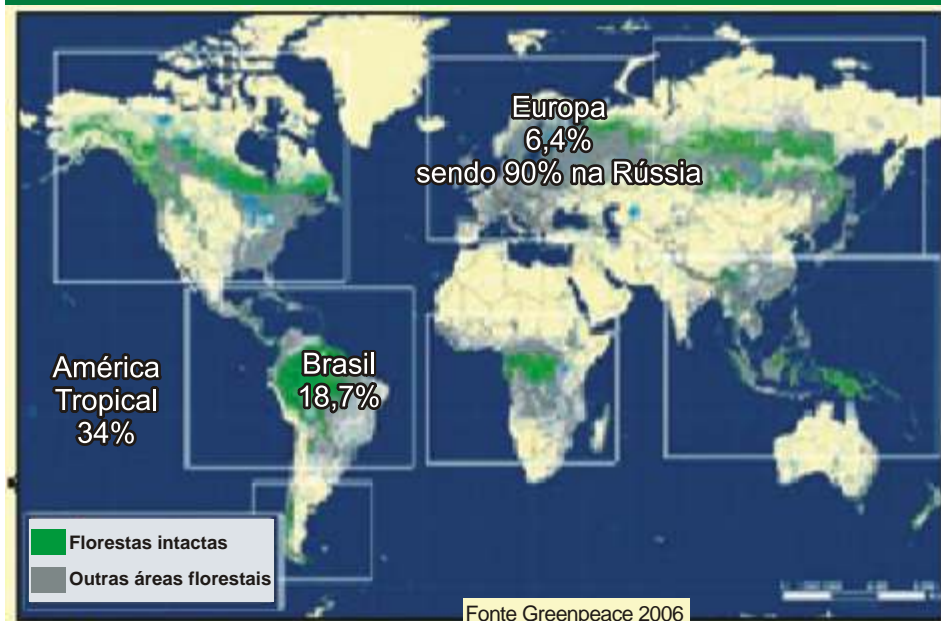 Europa
6,4%
sendo 90% na Rússia
América
Tropical
34%
Brasil
18,7%
Florestas intactas
Outras áreas florestais
Fonte Greenpeace 2006